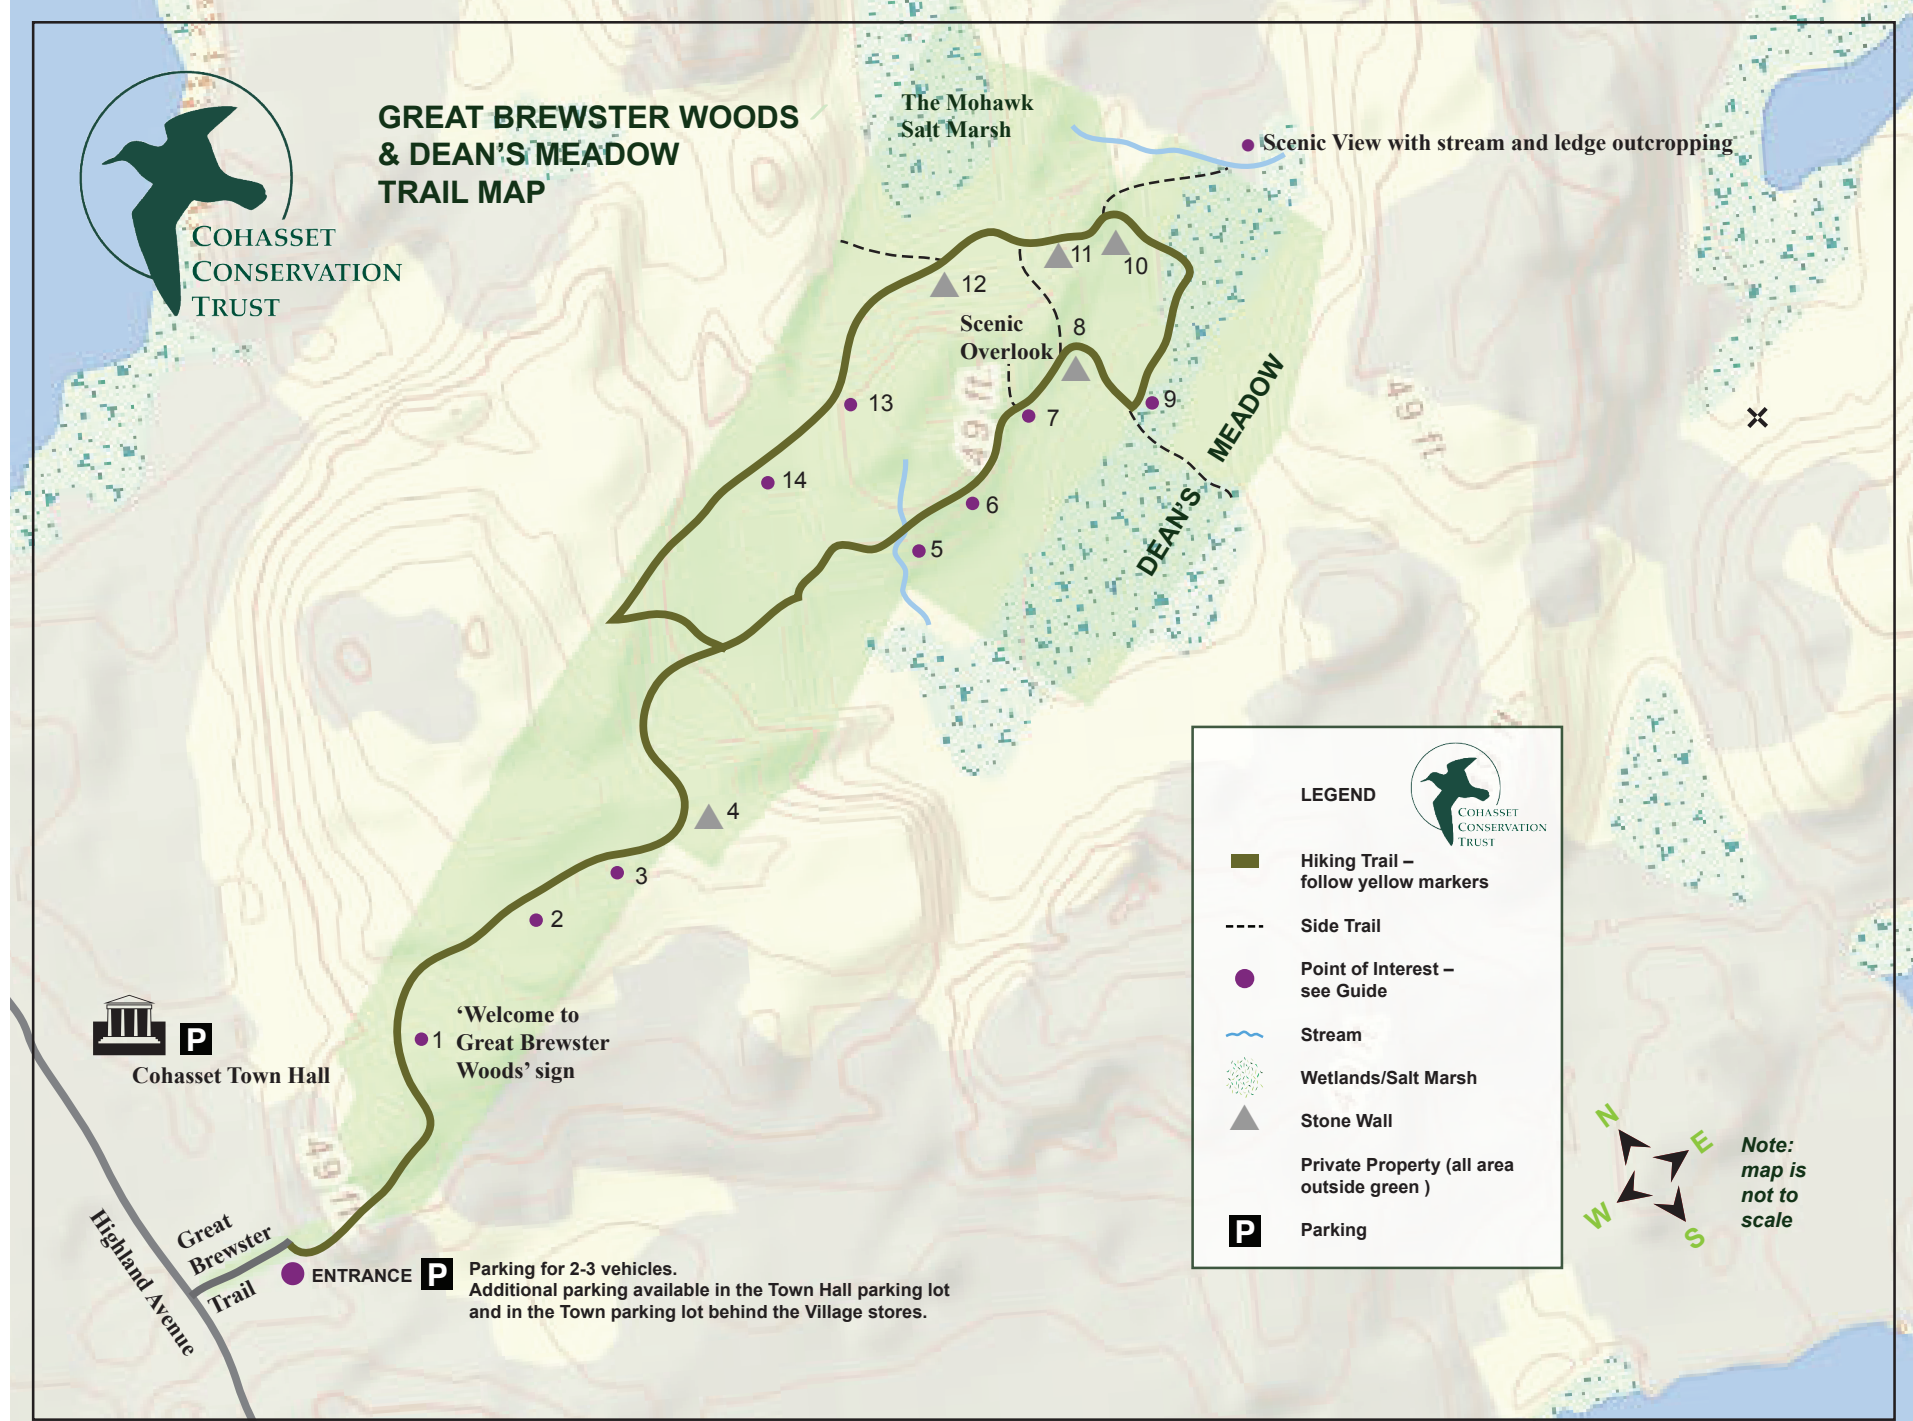 GREAT BREWSTER WOODS
& DEAN'S MEADOW
TRAIL MAP
COHASSET
CONSERVATION
TRUST
The Mohawk
Salt Marsh
Scenic View with stream and ledge outcropping
11
10
12
Scenic
Overlook
8
13
7
9
14
6
5
49 ft
49 ft
DEAN'S
MEADOW
4
3
2
1
‘Welcome to
Great Brewster
Woods’ sign
P
Cohasset Town Hall
49 ft
Highland Avenue
Great
Brewster
Trail
ENTRANCE
P
Parking for 2-3 vehicles.
Additional parking available in the Town Hall parking lot
and in the Town parking lot behind the Village stores.
LEGEND
COHASSET
CONSERVATION
TRUST
Hiking Trail –
follow yellow markers
Side Trail
Point of Interest –
see Guide
Stream
Wetlands/Salt Marsh
Stone Wall
Private Property (all area
outside green )
P
Parking
N
E
W
S
Note:
map is
not to
scale